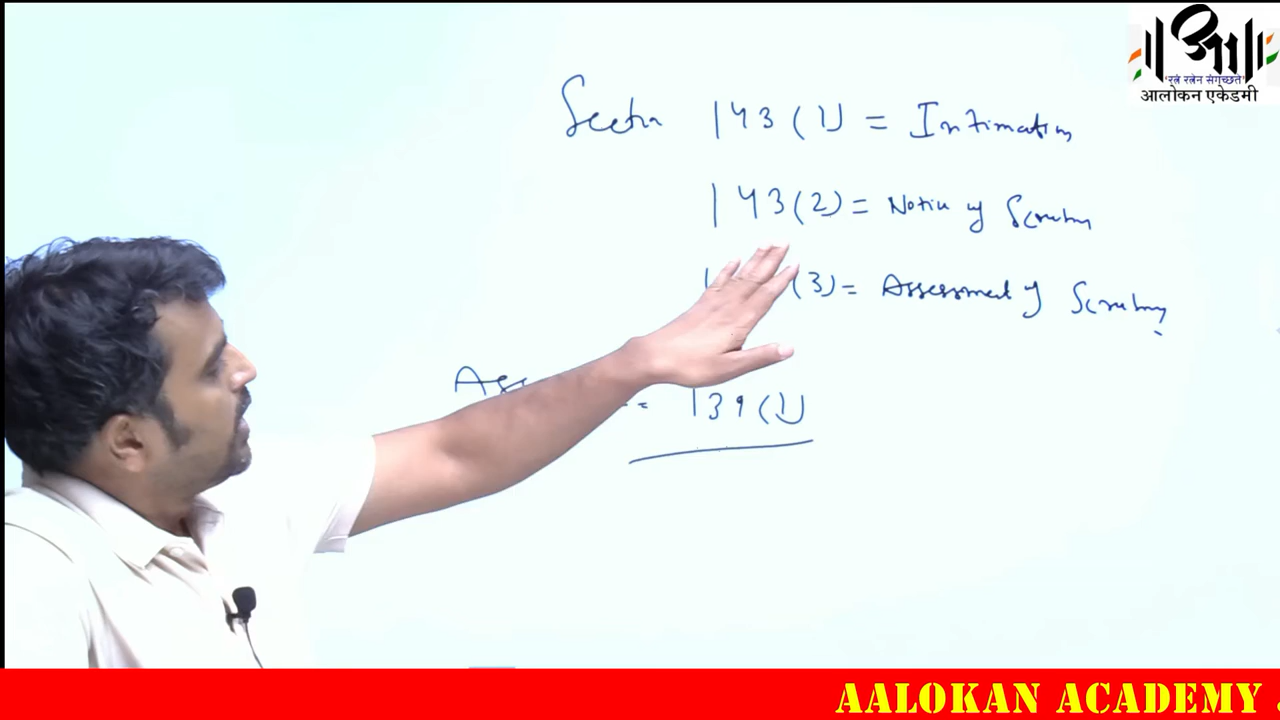 'रत्नं रत्नेन संगच्छते'
आलोकन एकेडमी
Section 143(1) = Intimation
143(2) = Notice of Scrutiny
(3) = Assessment of Scrutiny
= 139(1)
AALOKAN ACADEMY